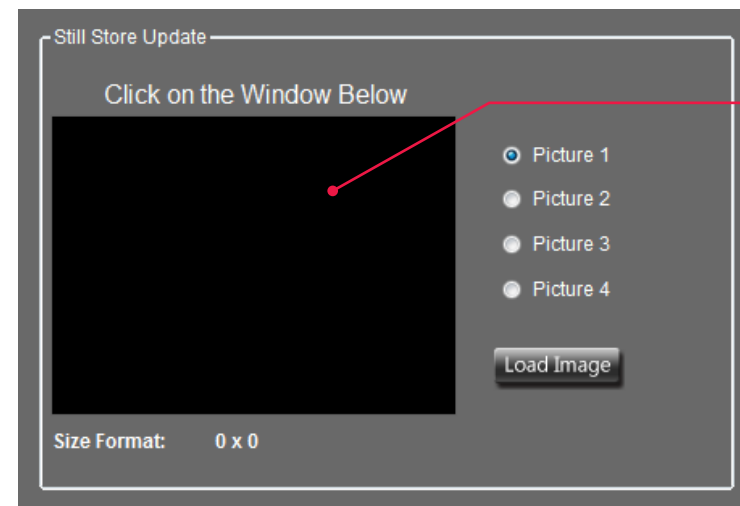 Still Store Update
Click on the Window Below
Picture 1
Picture 2
Picture 3
Picture 4
Load Image
Size Format: 0 x 0